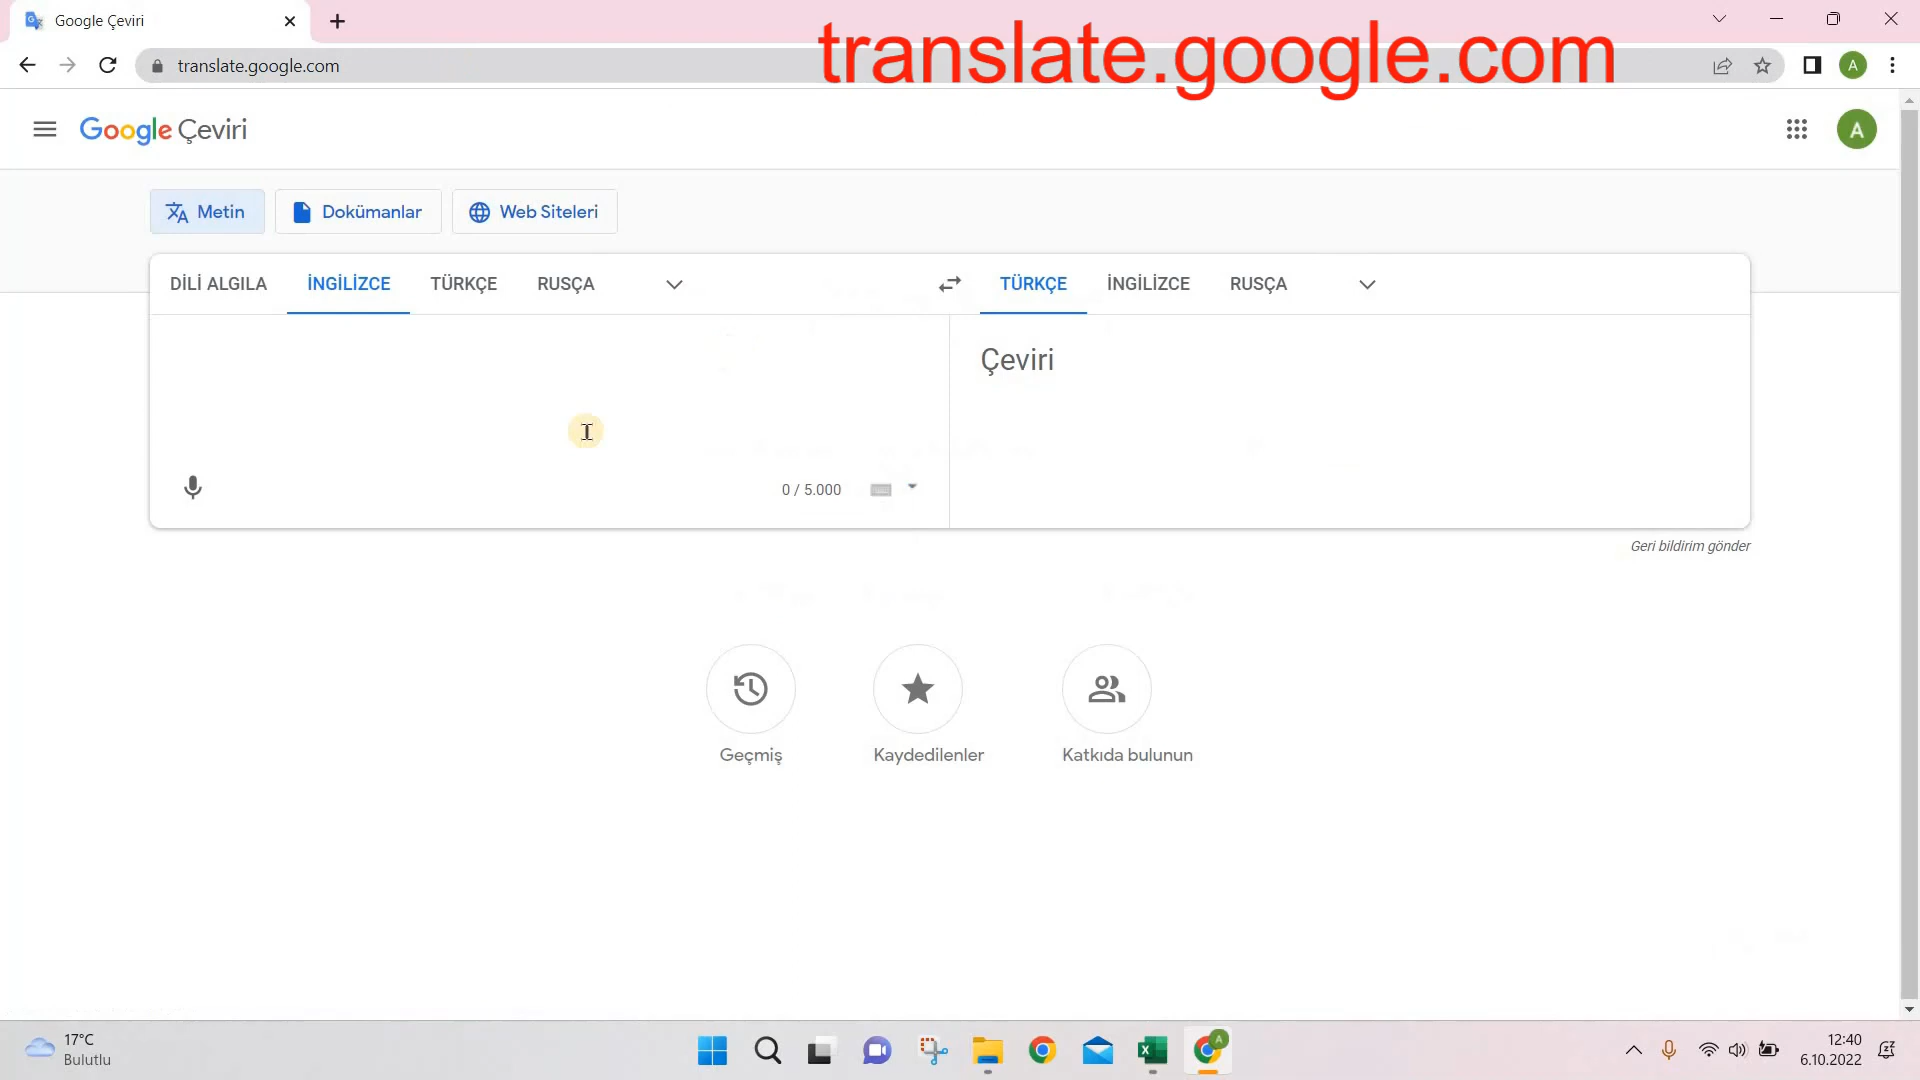 Google Çeviri
translate.google.com
translate.google.com
A
Google Çeviri
A
Metin
Dokümanlar
Web Siteleri
DİLİ ALGILA
İNGİLİZCE
TÜRKÇE
RUSÇA
TÜRKÇE
İNGİLİZCE
RUSÇA
Çeviri
0 / 5.000
Geri bildirim gönder
Geçmiş
Kaydedilenler
Katkıda bulunun
17°C
Bulutlu
A
12:40
6.10.2022